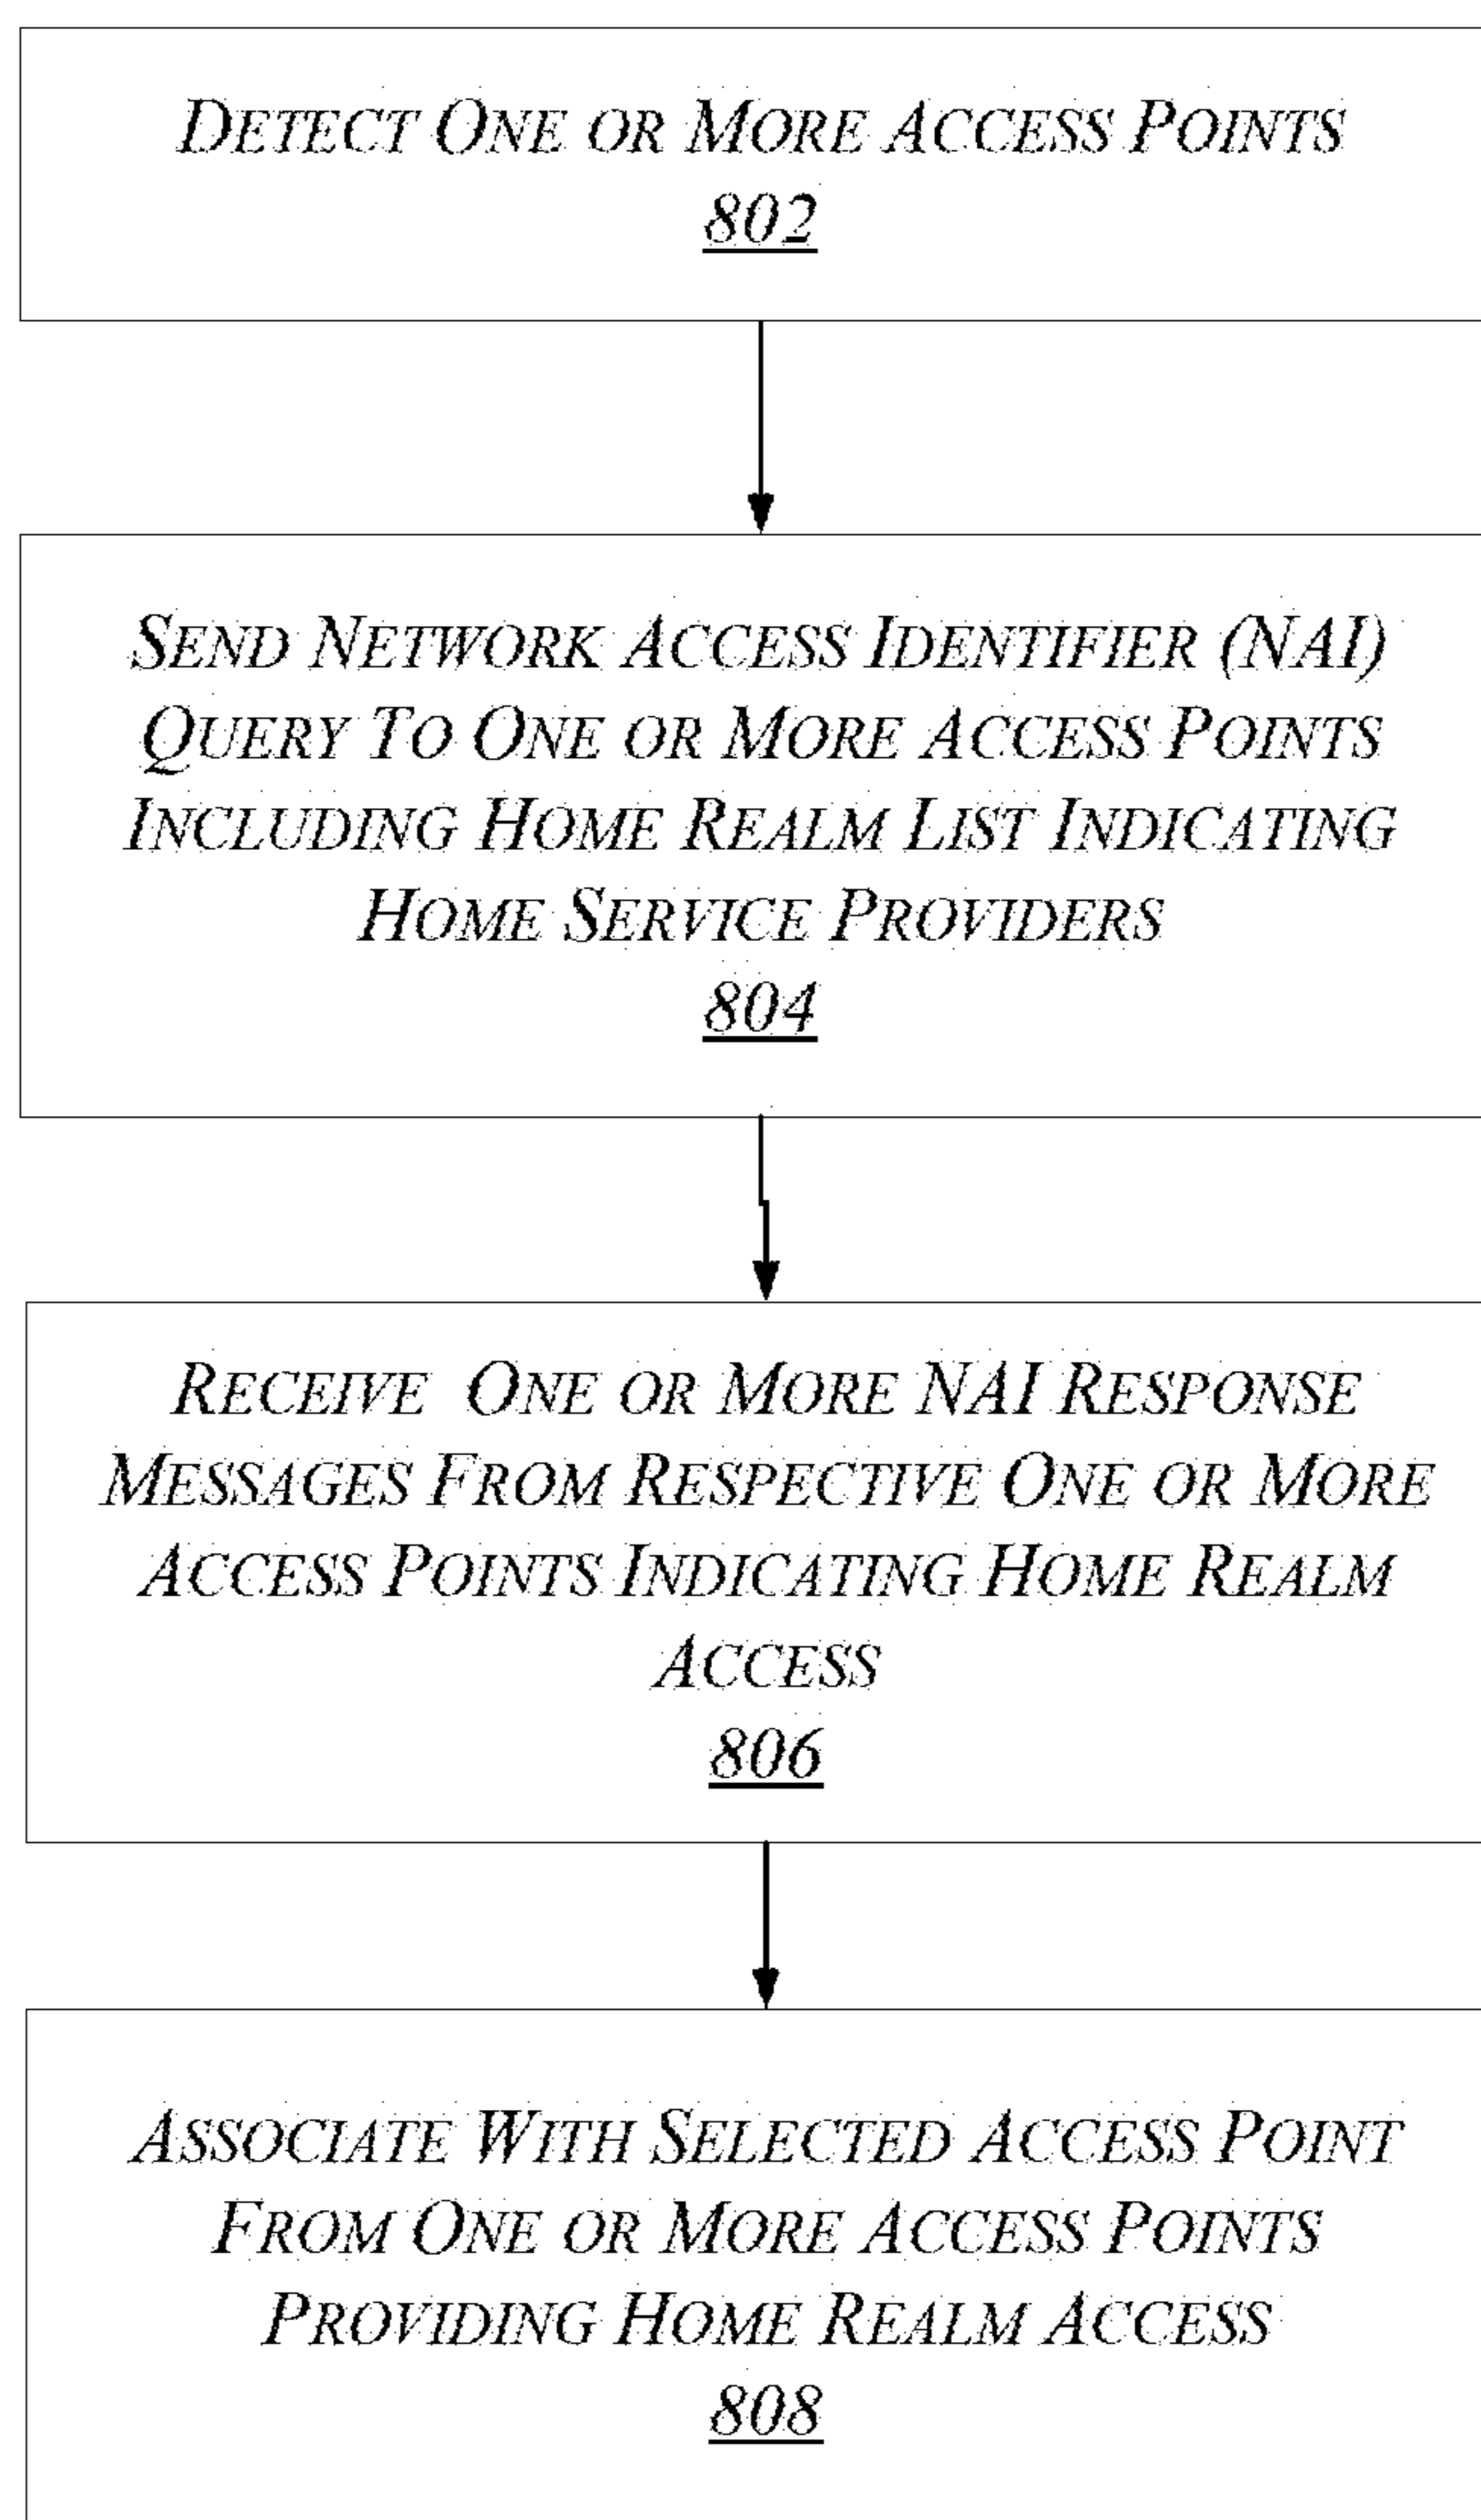 DETECT ONE OR MORE ACCESS POINTS
802
SEND NETWORK ACCESS IDENTIFIER (NAI)
QUERY TO ONE OR MORE ACCESS POINTS
INCLUDING HOME REALM LIST INDICATING
HOME SERVICE PROVIDERS
804
RECEIVE ONE OR MORE NAI RESPONSE
MESSAGES FROM RESPECTIVE ONE OR MORE
ACCESS POINTS INDICATING HOME REALM
ACCESS
806
ASSOCIATE WITH SELECTED ACCESS POINT
FROM ONE OR MORE ACCESS POINTS
PROVIDING HOME REALM ACCESS
808